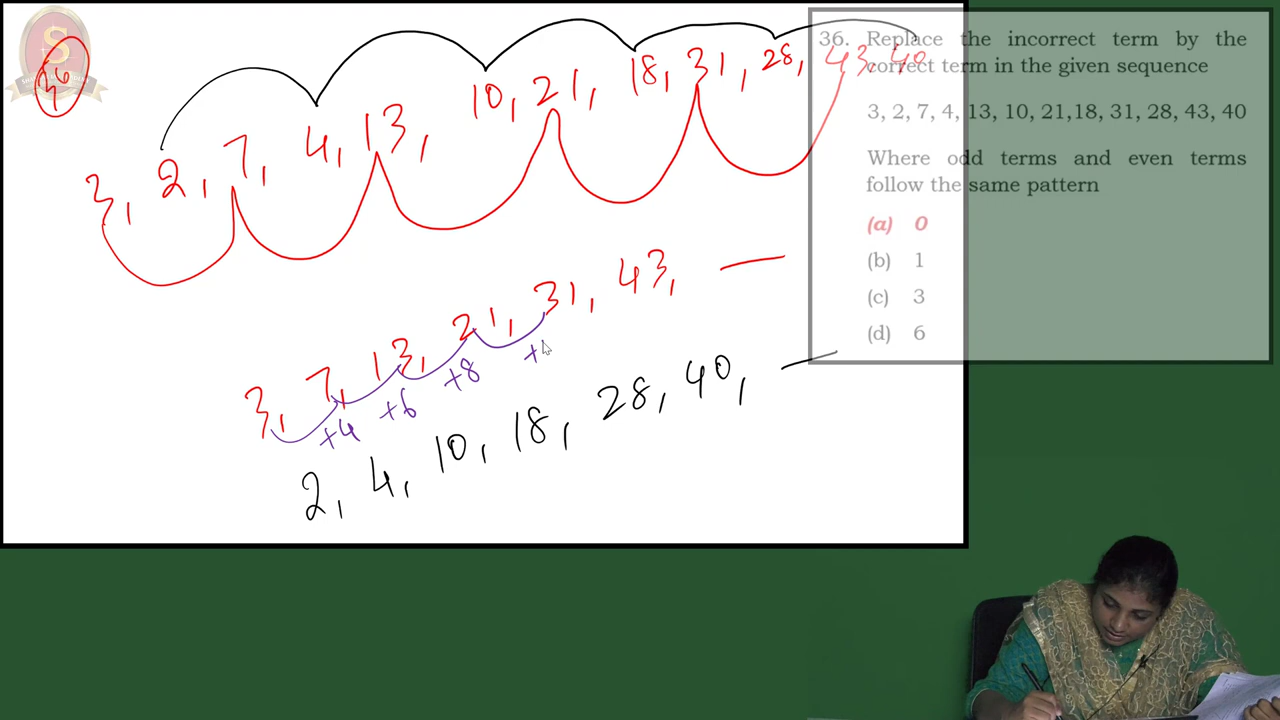 36. Replace the incorrect term by the
correct term in the given sequence
3, 2, 7, 4, 13, 10, 21,18, 31, 28, 43, 40
Where odd terms and even terms
follow the same pattern
(a) 0
(b) 1
(c) 3
(d) 6
3, 2, 7, 4, 13, 10, 21, 18, 31, 28, 43, 40
3, 7, 13, 21, 31, 43,
+4 +6 +8
2, 4, 10, 18, 28, 40,
S